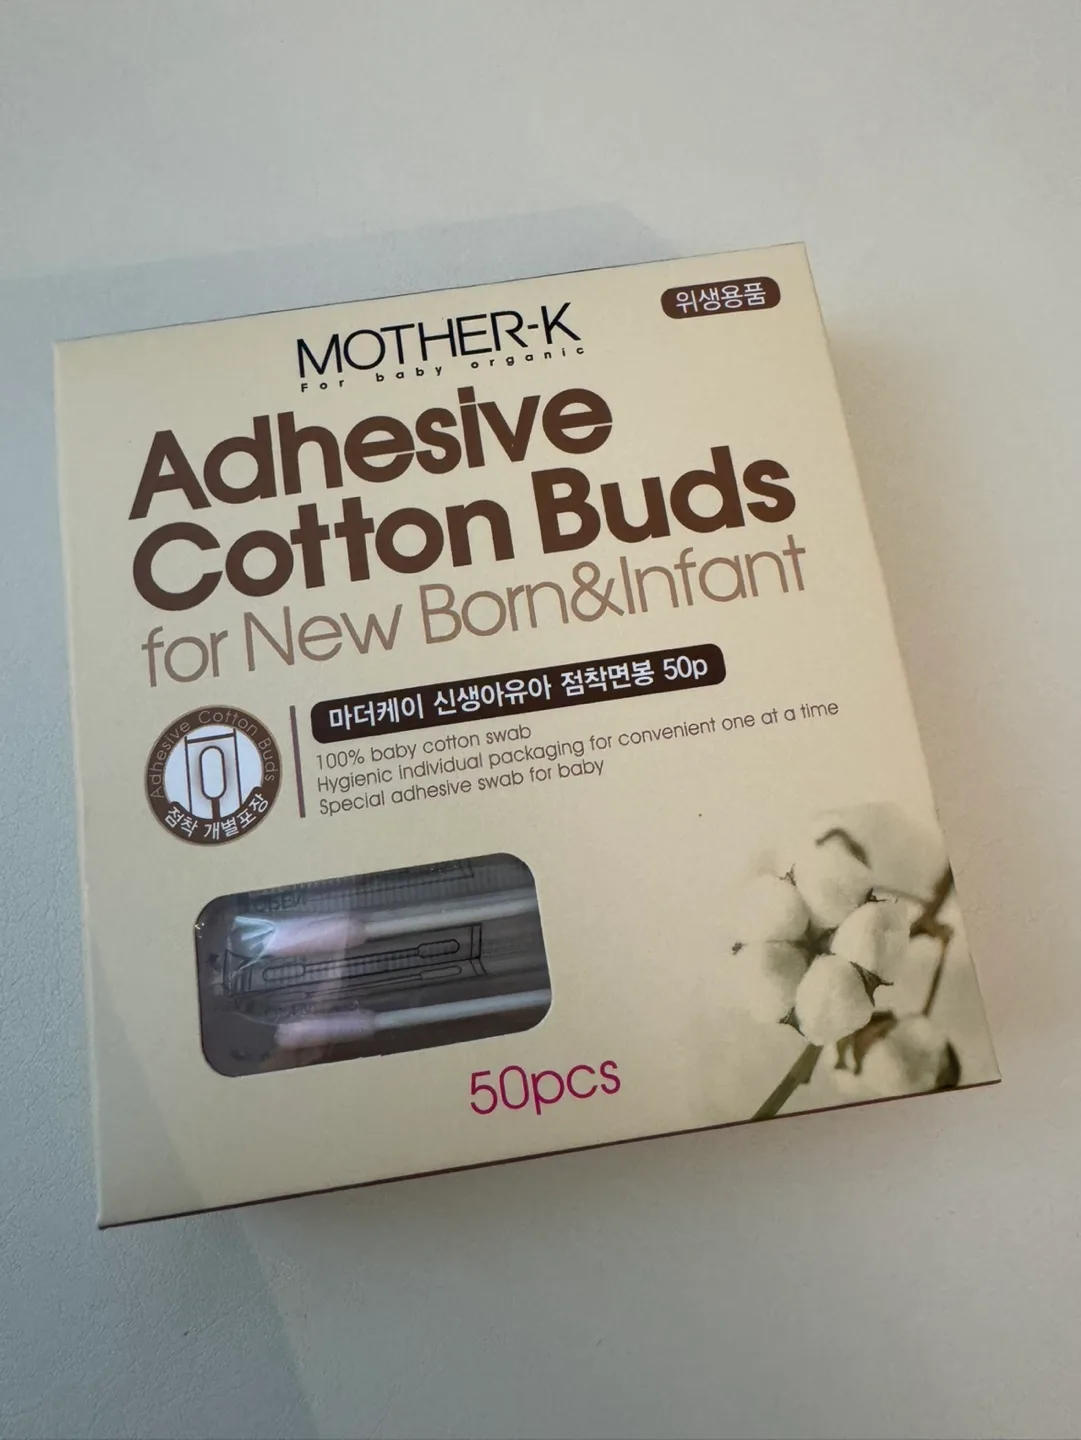 위생용품
MOTHER-K
For baby organic
Adhesive
Cotton Buds
for New Born&Infant
마더케이 신생아유아 점착면봉 50p
100% baby cotton swab
Hygienic individual packaging for convenient one at a time
Special adhesive swab for baby
Adhesive Cotton Buds
점착 개별포장
50pcs